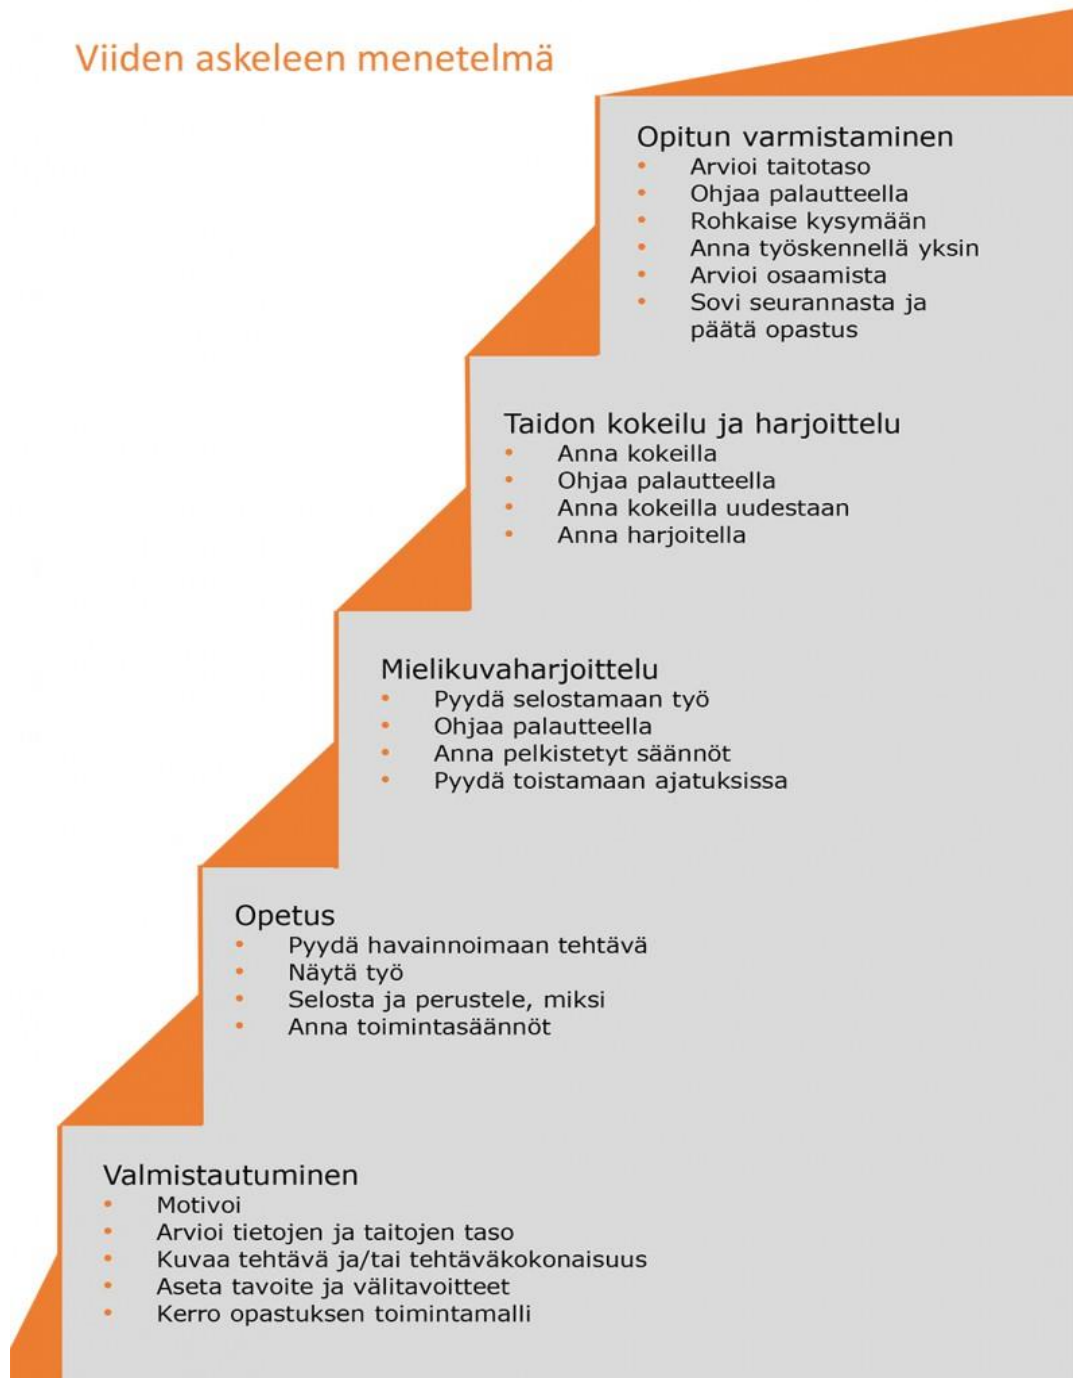 Viiden askeleen menetelmä
Opitun varmistaminen
• Arvioi taitotaso
• Ohjaa palautteella
• Rohkaise kysymään
• Anna työskennellä yksin
• Arvioi osaamista
• Sovi seurannasta ja
päätä opastus
Taidon kokeilu ja harjoittelu
• Anna kokeilla
• Ohjaa palautteella
• Anna kokeilla uudestaan
• Anna harjoitella
Mielikuvaharjoittelu
• Pyydä selostamaan työ
• Ohjaa palautteella
• Anna pelkistetyt säännöt
• Pyydä toistamaan ajatuksissa
Opetus
• Pyydä havainnoimaan tehtävä
• Näytä työ
• Selosta ja perustele, miksi
• Anna toimintasäännöt
Valmistautuminen
• Motivoi
• Arvioi tietojen ja taitojen taso
• Kuvaa tehtävä ja/tai tehtäväkokonaisuus
• Aseta tavoite ja välitavoitteet
• Kerro opastuksen toimintamalli